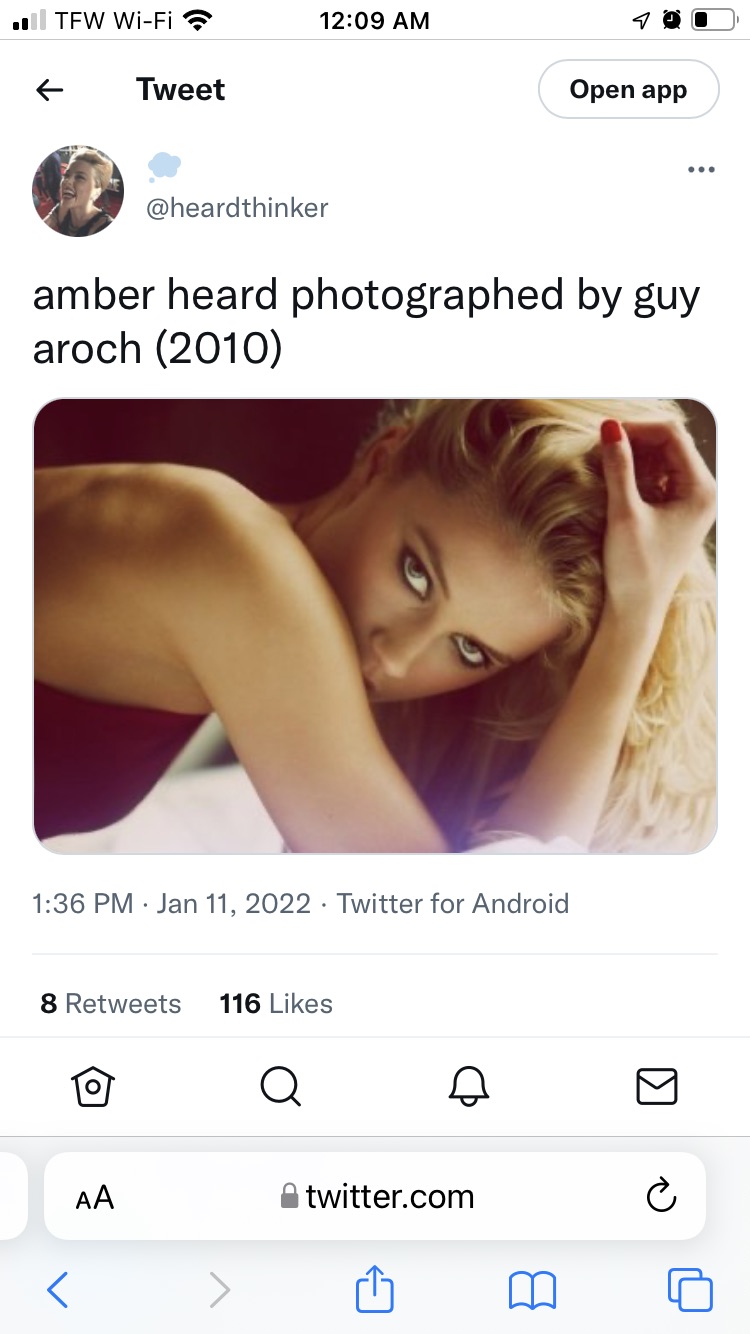 TFW Wi-Fi 12:09 AM
Tweet Open app
@heardthinker
amber heard photographed by guy
aroch (2010)
1:36 PM · Jan 11, 2022 · Twitter for Android
8 Retweets 116 Likes
AA twitter.com